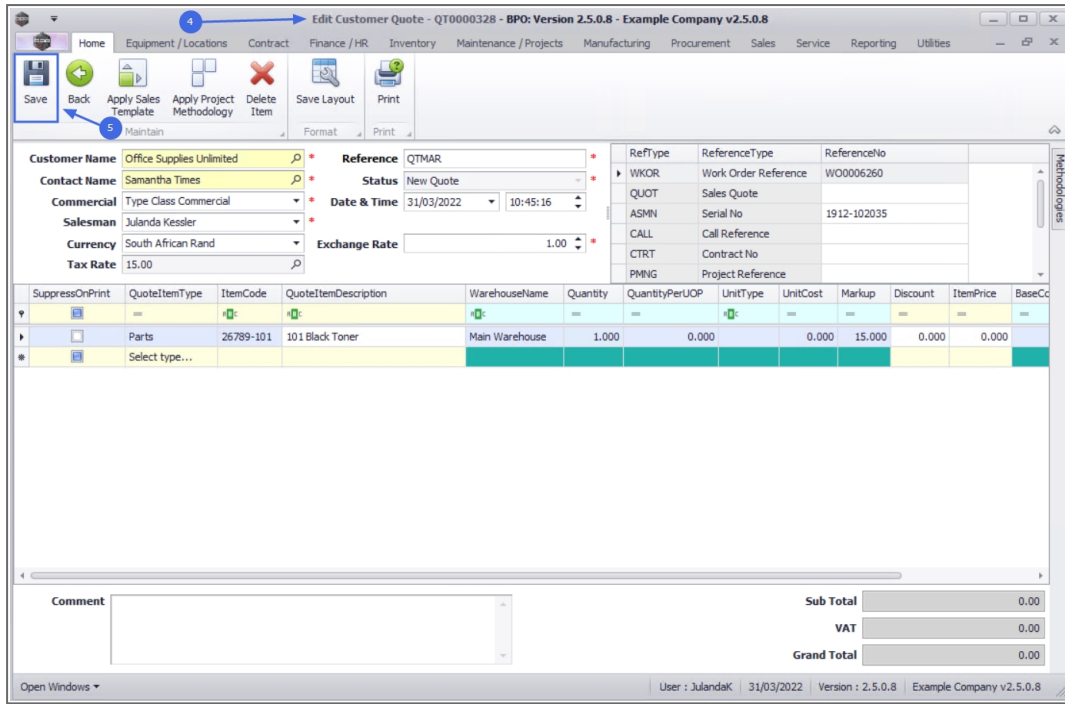 4
Edit Customer Quote - QT0000328 - BPO: Version 2.5.0.8 - Example Company v2.5.0.8
Home Equipment / Locations Contract Finance / HR Inventory Maintenance / Projects Manufacturing Procurement Sales Service Reporting Utilities
Save Back Apply Sales Template Apply Project Methodology Delete Item Save Layout Print
5
Maintain Format Print
Customer Name Office Supplies Unlimited * Reference QTMAR *
Contact Name Samantha Times * Status New Quote *
Commercial Type Class Commercial * Date & Time 31/03/2022 10:45:16
Salesman Julanda Kessler *
Currency South African Rand Exchange Rate 1.00 *
Tax Rate 15.00
RefType ReferenceType ReferenceNo
WKOR Work Order Reference WO0006260
QUOT Sales Quote
ASMN Serial No 1912-102035
CALL Call Reference
CTRT Contract No
PMNG Project Reference
Methodologies
SuppressOnPrint QuoteItemType ItemCode QuoteItemDescription WarehouseName Quantity QuantityPerUOP UnitType UnitCost Markup Discount ItemPrice BaseCo
Parts 26789-101 101 Black Toner Main Warehouse 1.000 0.000 0.000 15.000 0.000 0.000
Select type...
Comment
Sub Total 0.00
VAT 0.00
Grand Total 0.00
Open Windows User : JulandaK 31/03/2022 Version : 2.5.0.8 Example Company v2.5.0.8